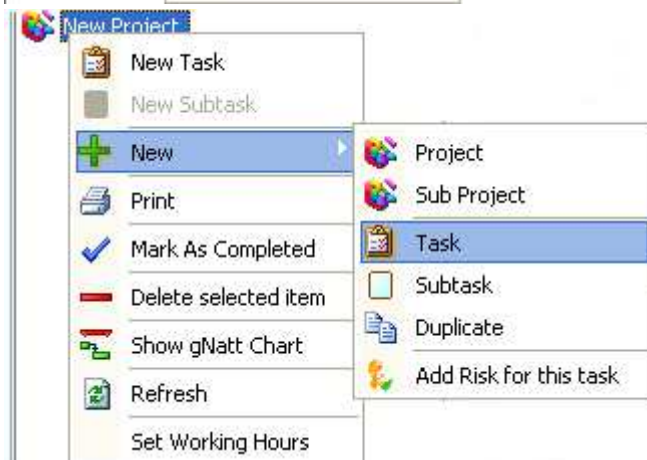 New Project
New Task
New Subtask
New
Print
Mark As Completed
Delete selected item
Show gNatt Chart
Refresh
Set Working Hours
Project
Sub Project
Task
Subtask
Duplicate
Add Risk for this task